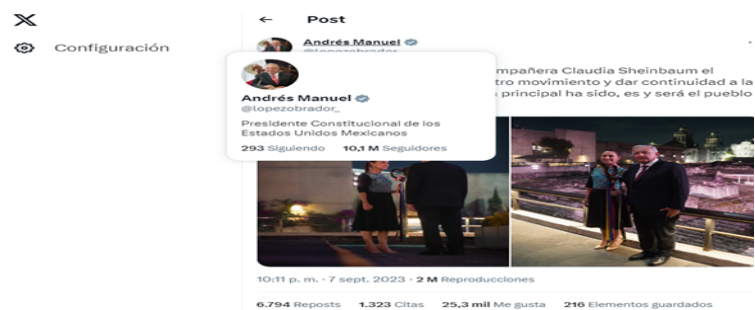 Post
Configuración
Andrés Manuel
mpañera Claudia Sheinbaum el
tro movimiento y dar continuidad a la
principal ha sido, es y será el pueblo
Andrés Manuel
@lopezobrador_
Presidente Constitucional de los
Estados Unidos Mexicanos
293 Siguiendo 10,1 M Seguidores
10:11 p. m. · 7 sept. 2023 · 2 M Reproducciones
6.794 Reposts 1.323 Citas 25,3 mil Me gusta 216 Elementos guardados